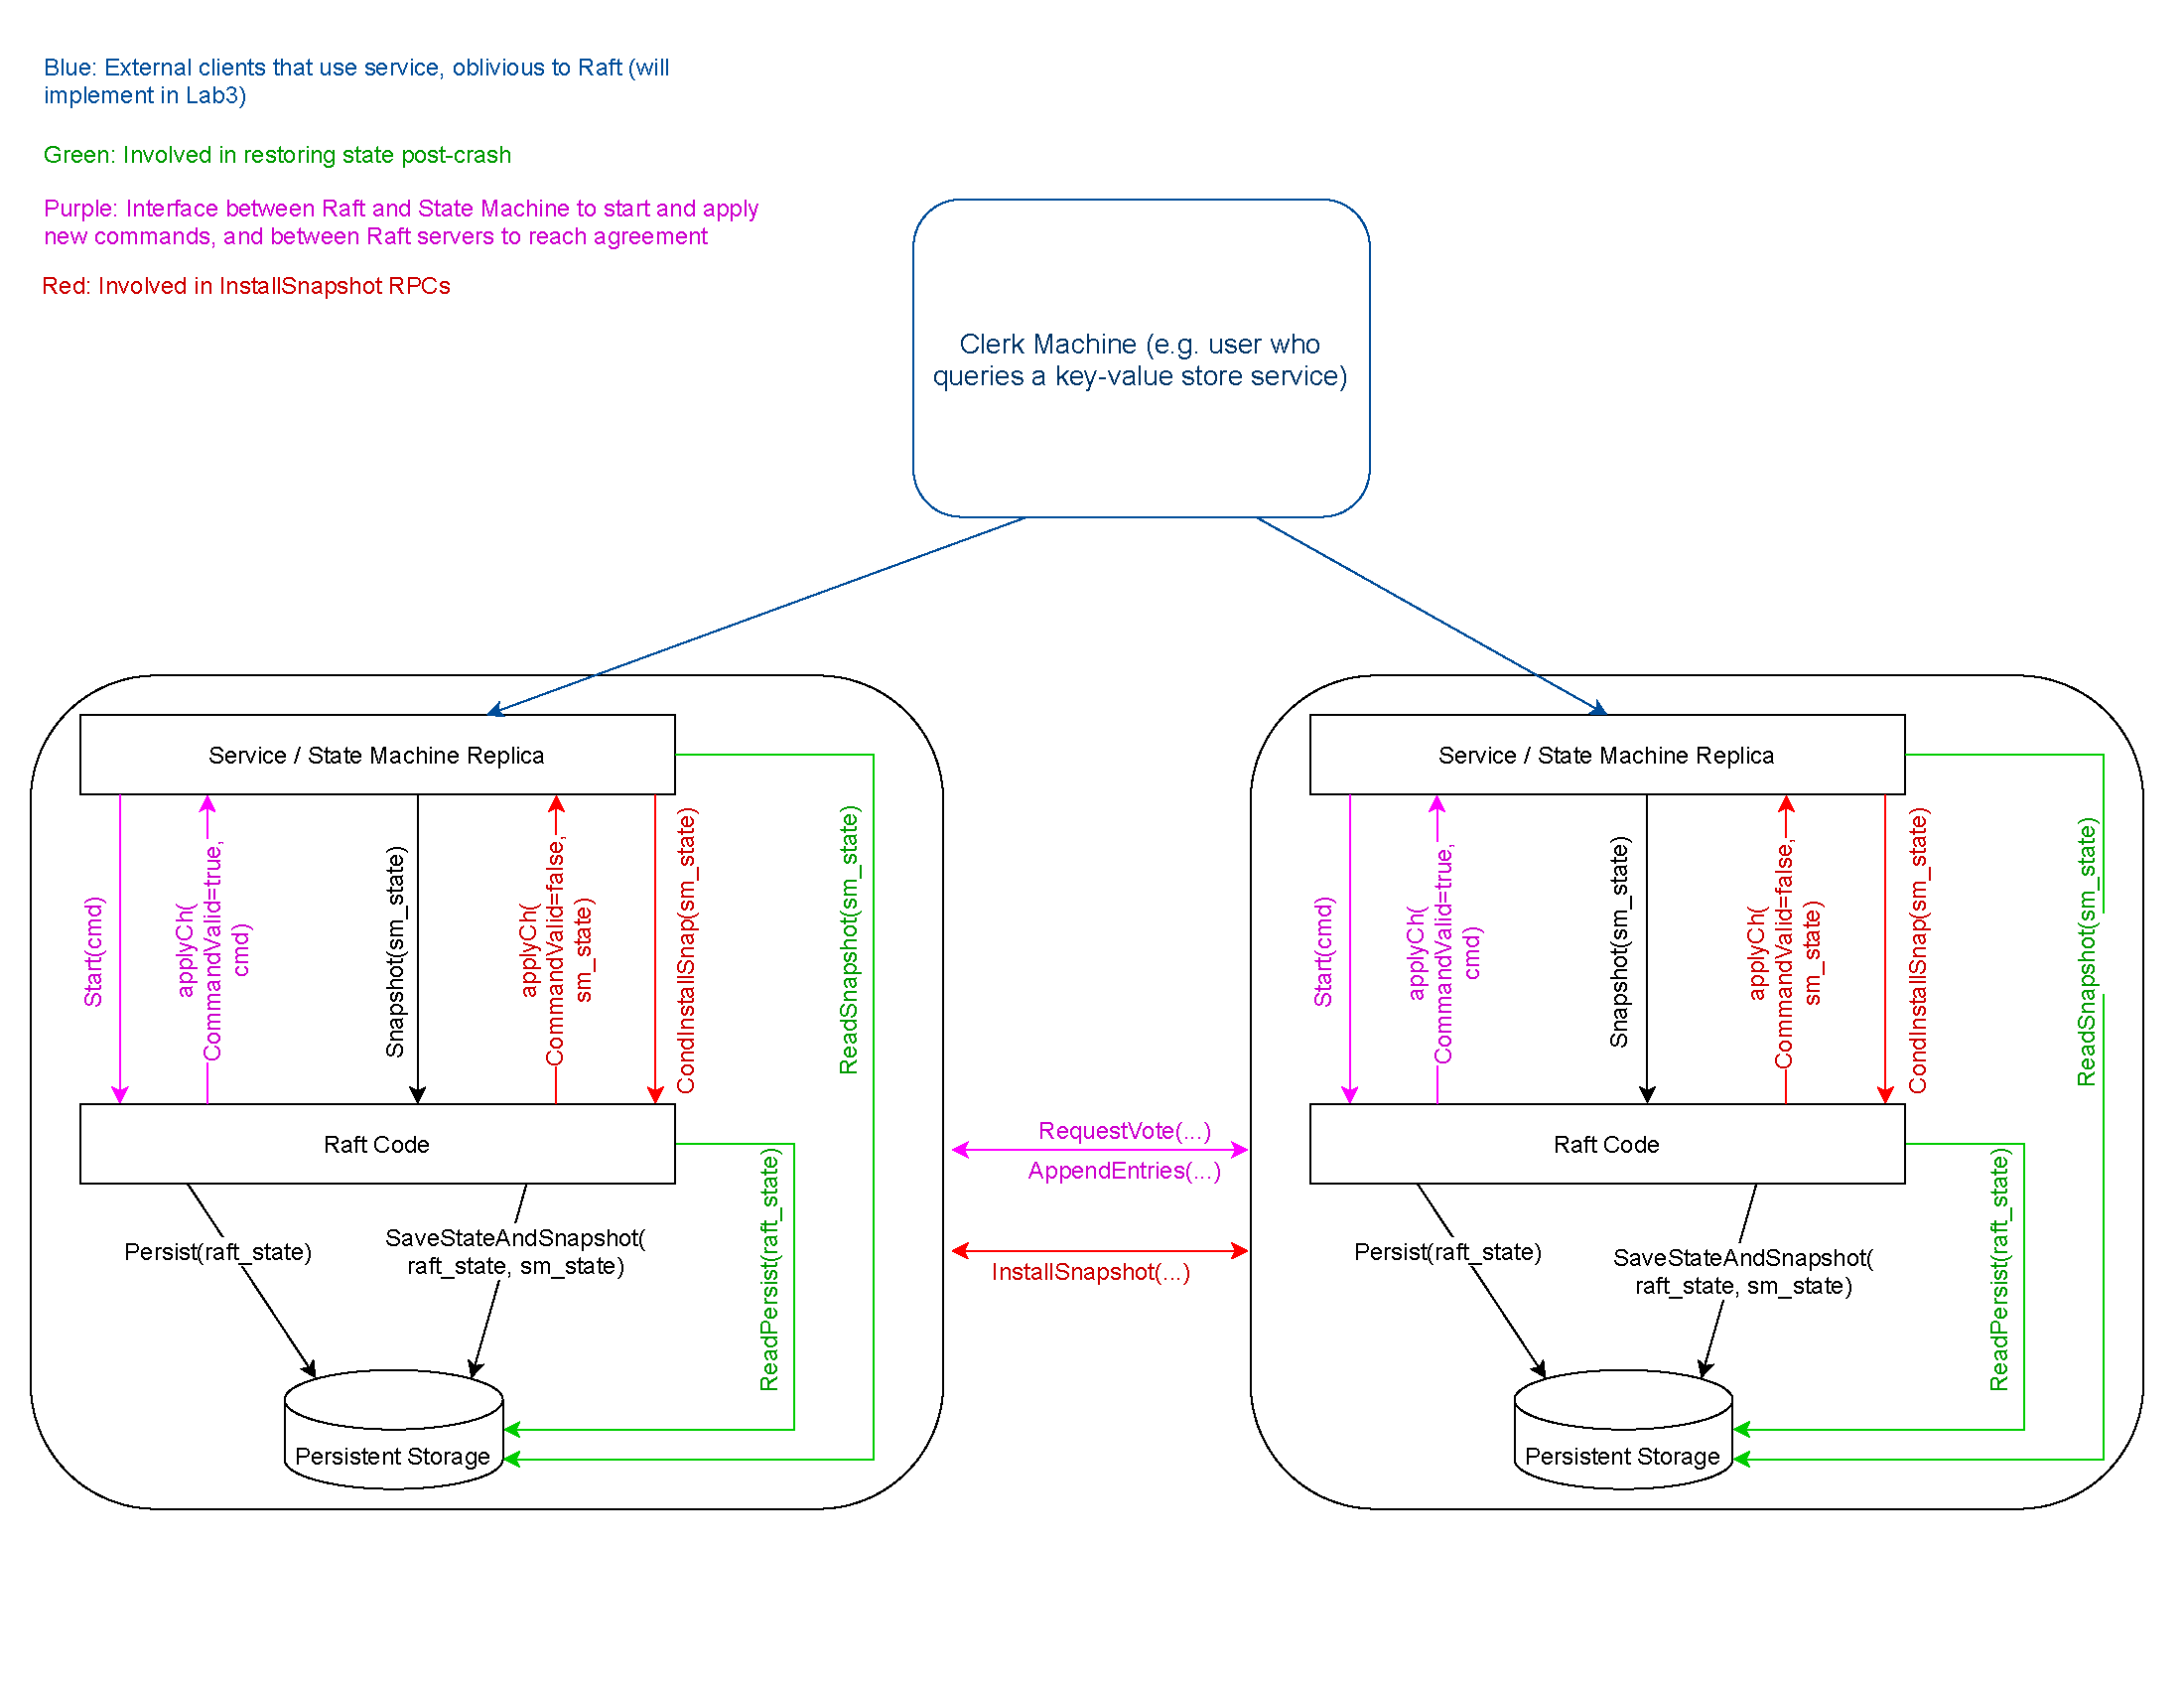 Blue: External clients that use service, oblivious to Raft (will
implement in Lab3)
Green: Involved in restoring state post-crash
Purple: Interface between Raft and State Machine to start and apply
new commands, and between Raft servers to reach agreement
Red: Involved in InstallSnapshot RPCs
Clerk Machine (e.g. user who
queries a key-value store service)
Service / State Machine Replica
Start(cmd)
applyCh(
CommandValid=true,
cmd)
Snapshot(sm_state)
applyCh(
CommandValid=false,
sm_state)
CondInstallSnap(sm_state)
ReadSnapshot(sm_state)
Raft Code
Persist(raft_state)
SaveStateAndSnapshot(
raft_state, sm_state)
ReadPersist(raft_state)
Persistent Storage
RequestVote(...)
AppendEntries(...)
InstallSnapshot(...)
Service / State Machine Replica
Start(cmd)
applyCh(
CommandValid=true,
cmd)
Snapshot(sm_state)
applyCh(
CommandValid=false,
sm_state)
CondInstallSnap(sm_state)
ReadSnapshot(sm_state)
Raft Code
Persist(raft_state)
SaveStateAndSnapshot(
raft_state, sm_state)
ReadPersist(raft_state)
Persistent Storage